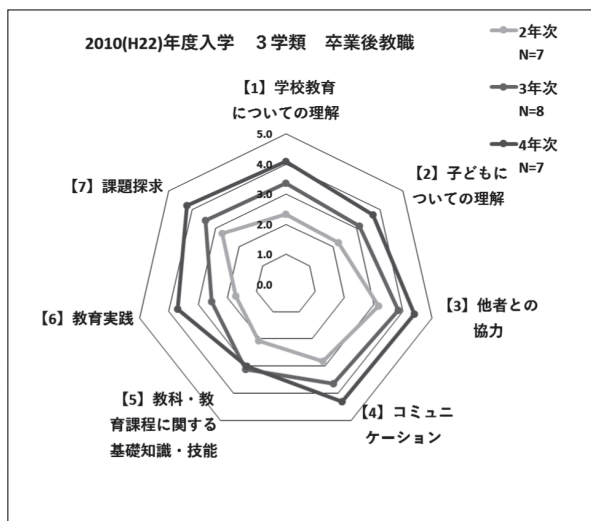 2010(H22)年度入学　３学類　卒業後教職
2年次
N=7
3年次
N=8
4年次
N=7
【1】学校教育
についての理解
【2】子どもに
ついての理解
【3】他者との
協力
【4】コミュニ
ケーション
【5】教科・教
育課程に関する
基礎知識・技能
【6】教育実践
【7】課題探求
5.0
4.0
3.0
2.0
1.0
0.0